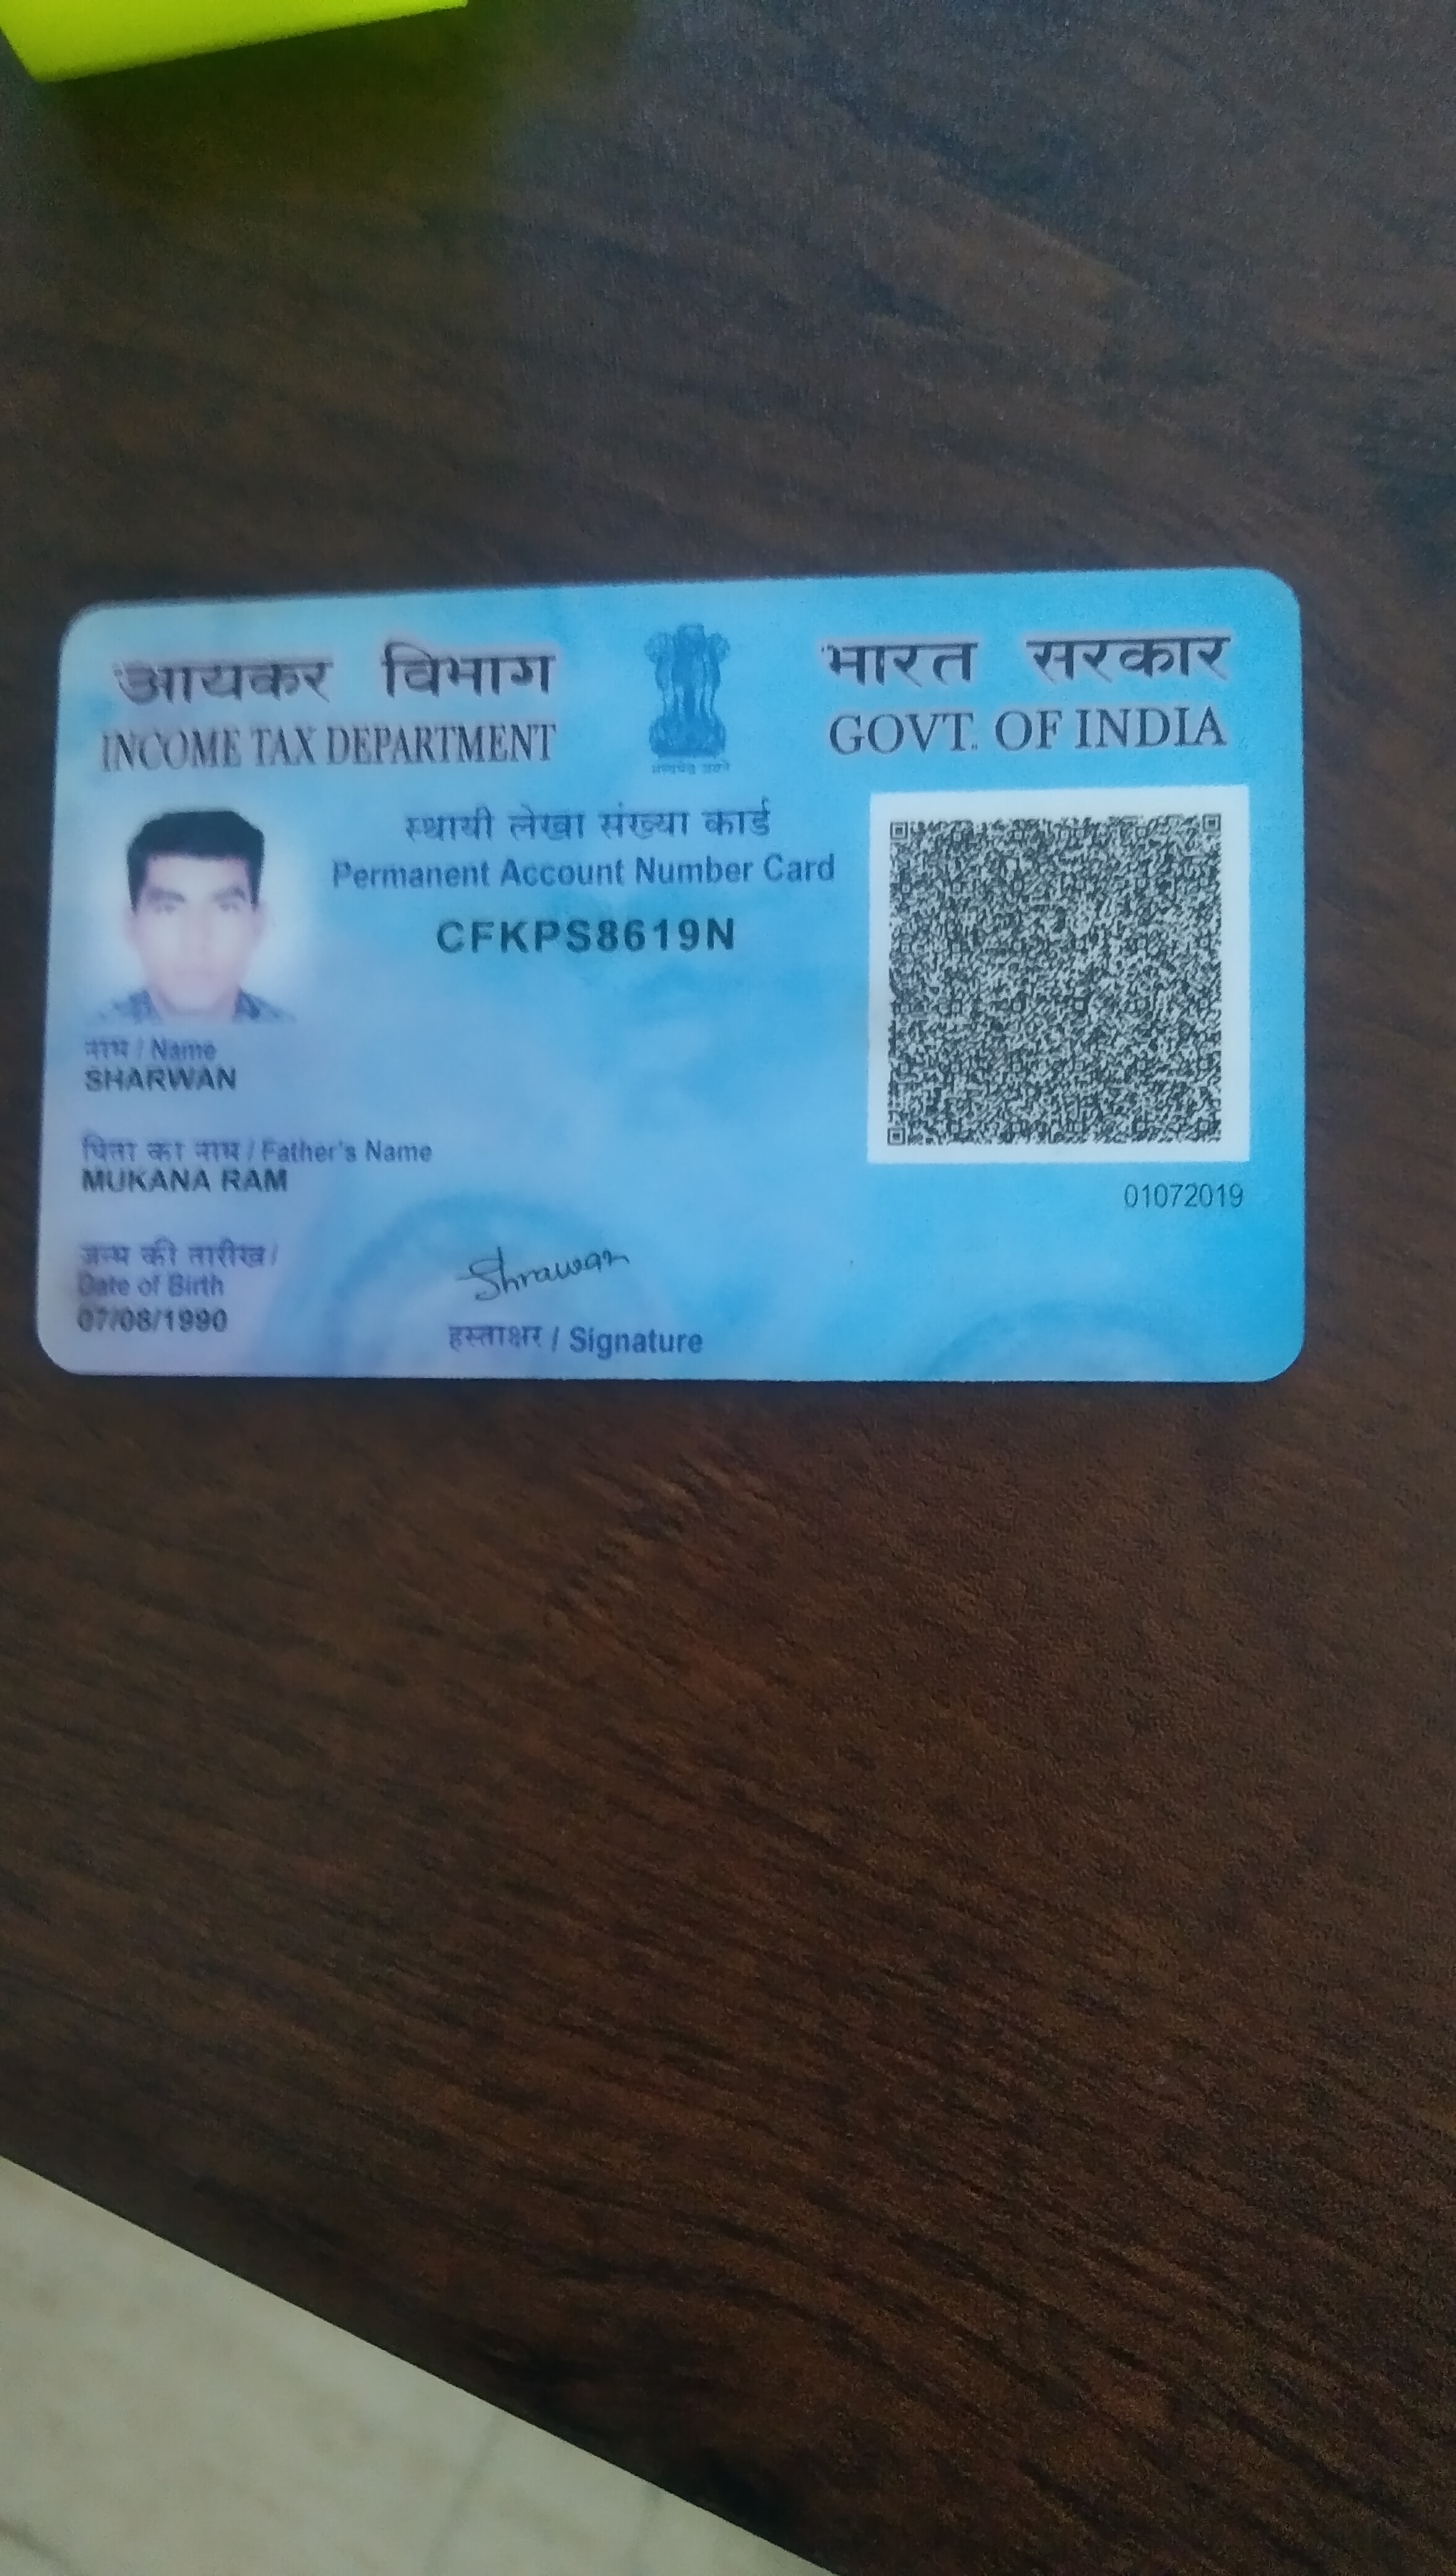 आयकर विभाग
INCOME TAX DEPARTMENT
भारत सरकार
GOVT. OF INDIA
सत्यमेव जयते
स्थायी लेखा संख्या कार्ड
Permanent Account Number Card
CFKPS8619N
नाम / Name
SHARWAN
पिता का नाम / Father's Name
MUKANA RAM
01072019
जन्म की तारीख /
Date of Birth
07/08/1990
Shrawan
हस्ताक्षर / Signature